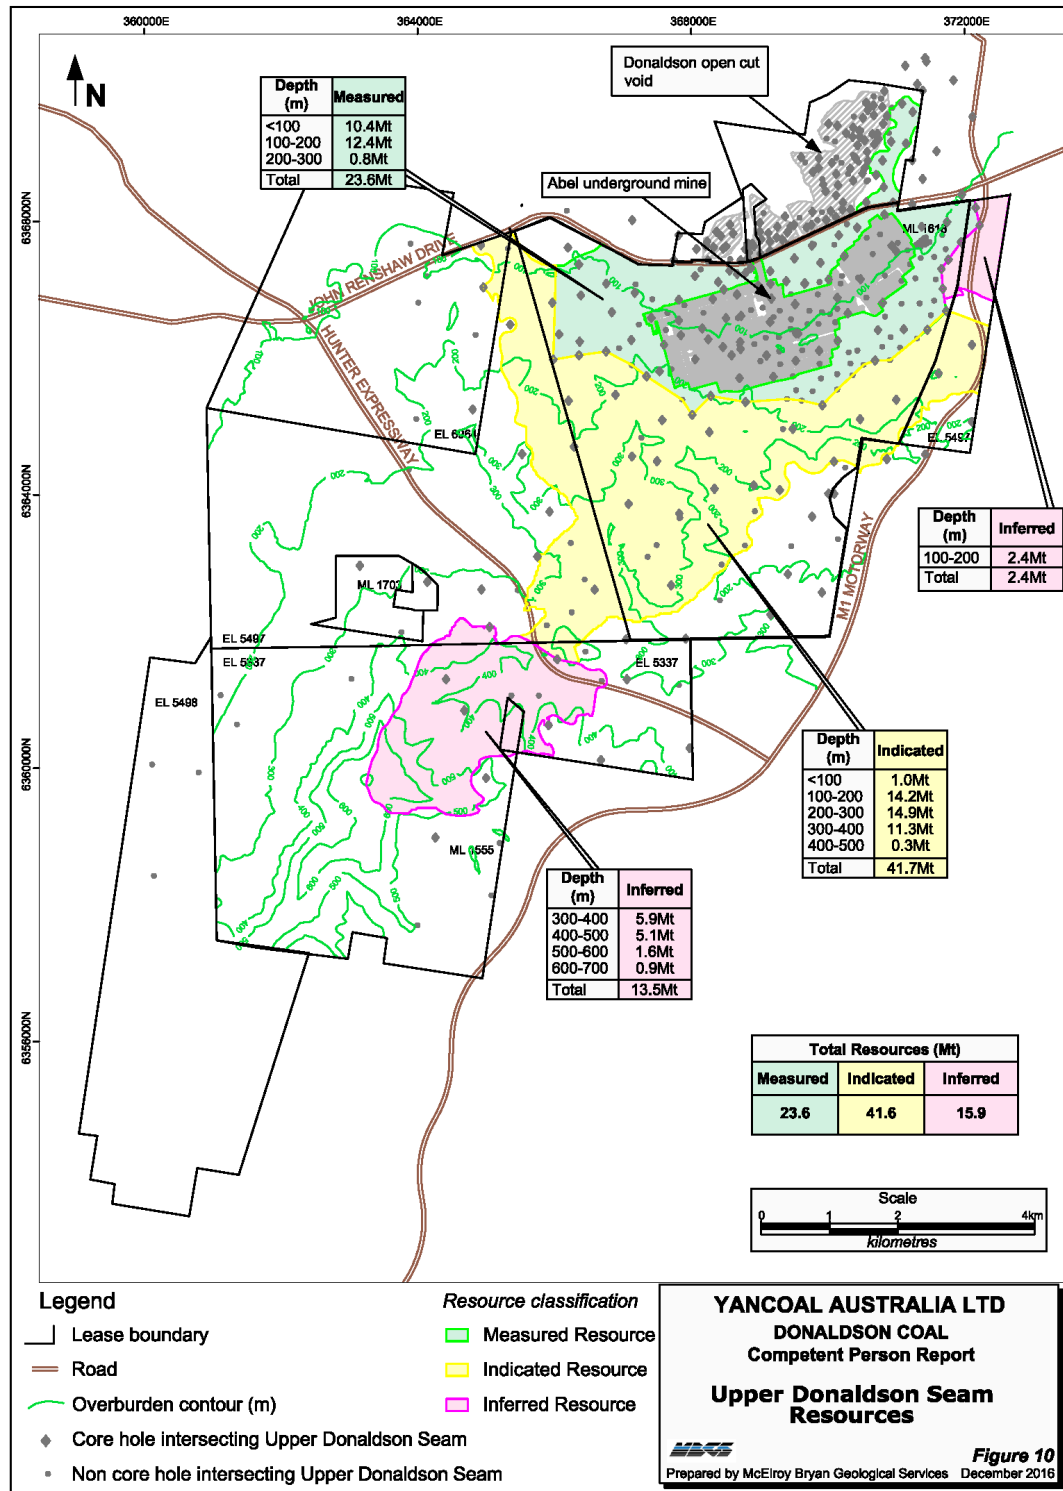 360000E
364000E
368000E
372000E
6368000N
6364000N
6360000N
6356000N
N
Donaldson open cut
void
Abel underground mine
Depth
(m)
Measured
<100 10.4Mt
100-200 12.4Mt
200-300 0.8Mt
Total 23.6Mt
JOHN RENSHAW DRIVE
HUNTER EXPRESSWAY
M1 MOTORWAY
ML 1618
EL 6964
EL 5497
ML 1703
EL 5497
EL 5337
EL 5337
EL 5498
ML 1555
Depth
(m)
Inferred
100-200 2.4Mt
Total 2.4Mt
Depth
(m)
Indicated
<100 1.0Mt
100-200 14.2Mt
200-300 14.9Mt
300-400 11.3Mt
400-500 0.3Mt
Total 41.7Mt
Depth
(m)
Inferred
300-400 5.9Mt
400-500 5.1Mt
500-600 1.6Mt
600-700 0.9Mt
Total 13.5Mt
Total Resources (Mt)
Measured Indicated Inferred
23.6 41.6 15.9
Scale
0 1 2 4km
kilometres
Legend
Lease boundary
Road
Overburden contour (m)
Core hole intersecting Upper Donaldson Seam
Non core hole intersecting Upper Donaldson Seam
Resource classification
Measured Resource
Indicated Resource
Inferred Resource
YANCOAL AUSTRALIA LTD
DONALDSON COAL
Competent Person Report
Upper Donaldson Seam
Resources
MBGS
Figure 10
Prepared by McElroy Bryan Geological Services December 2016